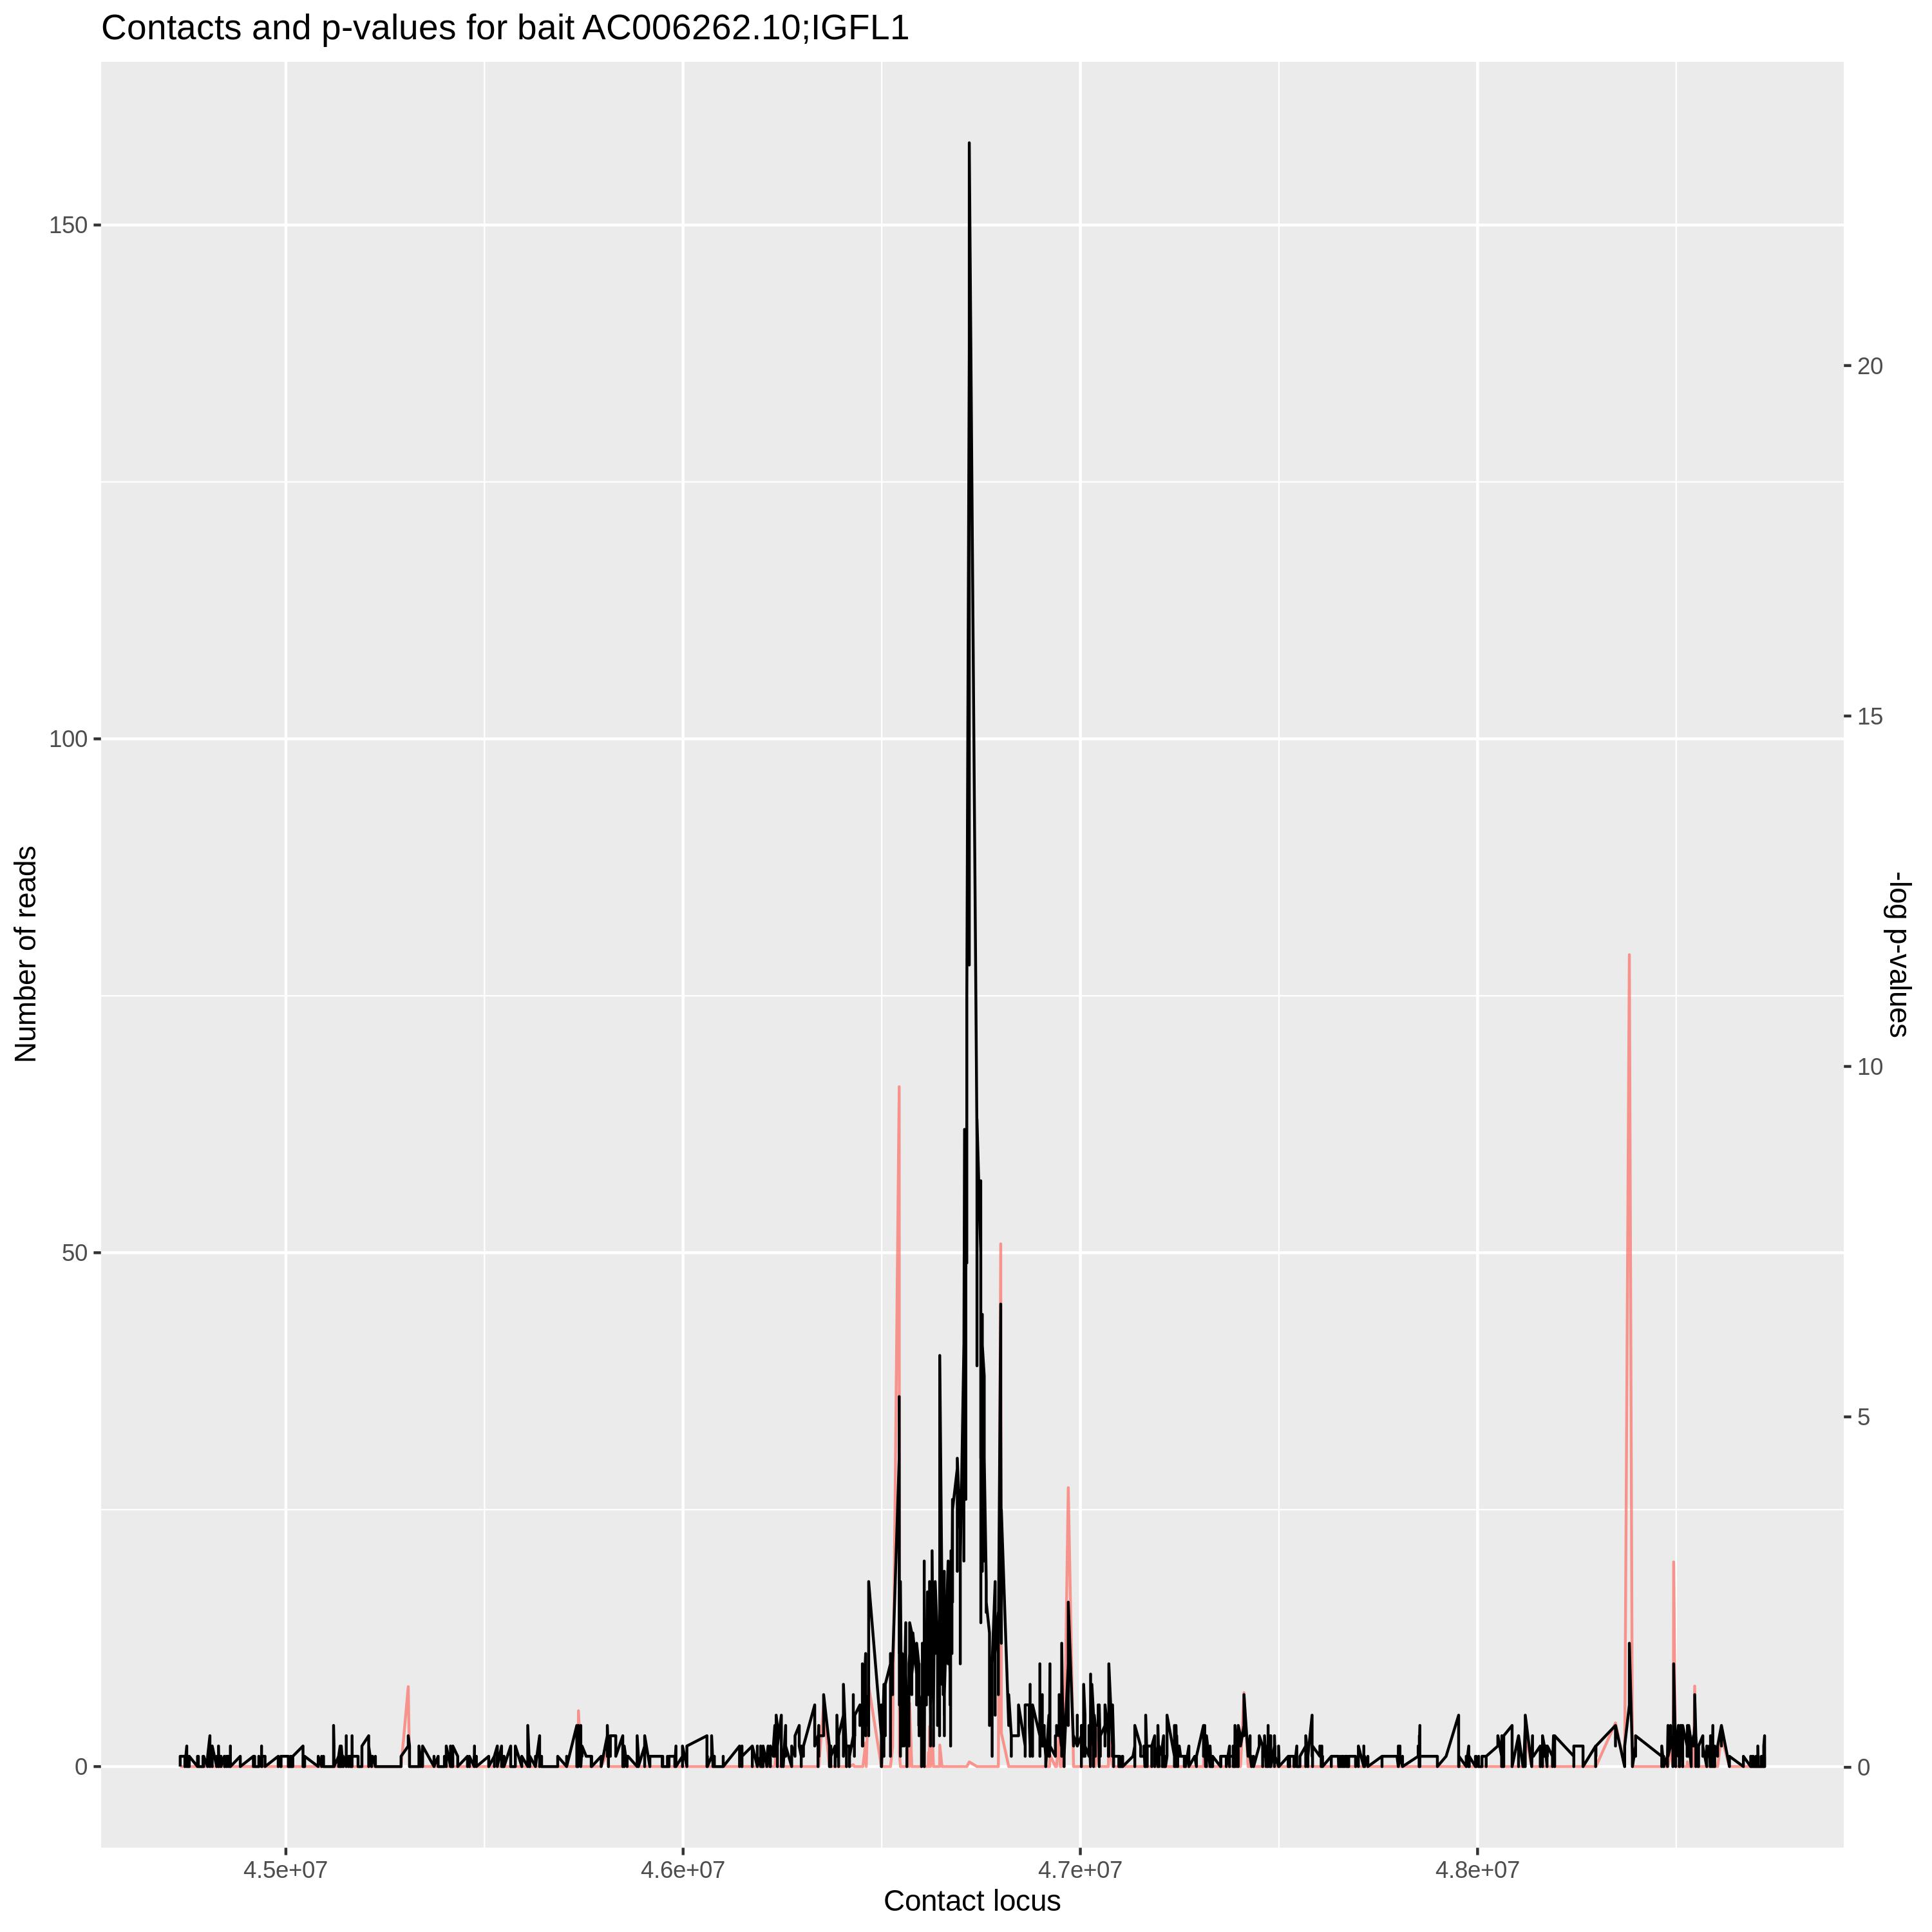 Contacts and p-values for bait AC006262.10;IGFL1
150
100
50
0
Number of reads
20
15
10
5
0
-log p-values
4.5e+07
4.6e+07
4.7e+07
4.8e+07
Contact locus